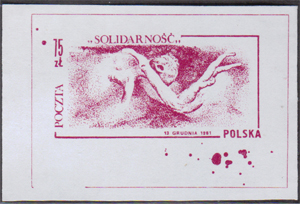 „SOLIDARNOŚĆ”
75 zł
POCZTA
13 GRUDNIA 1981
POLSKA